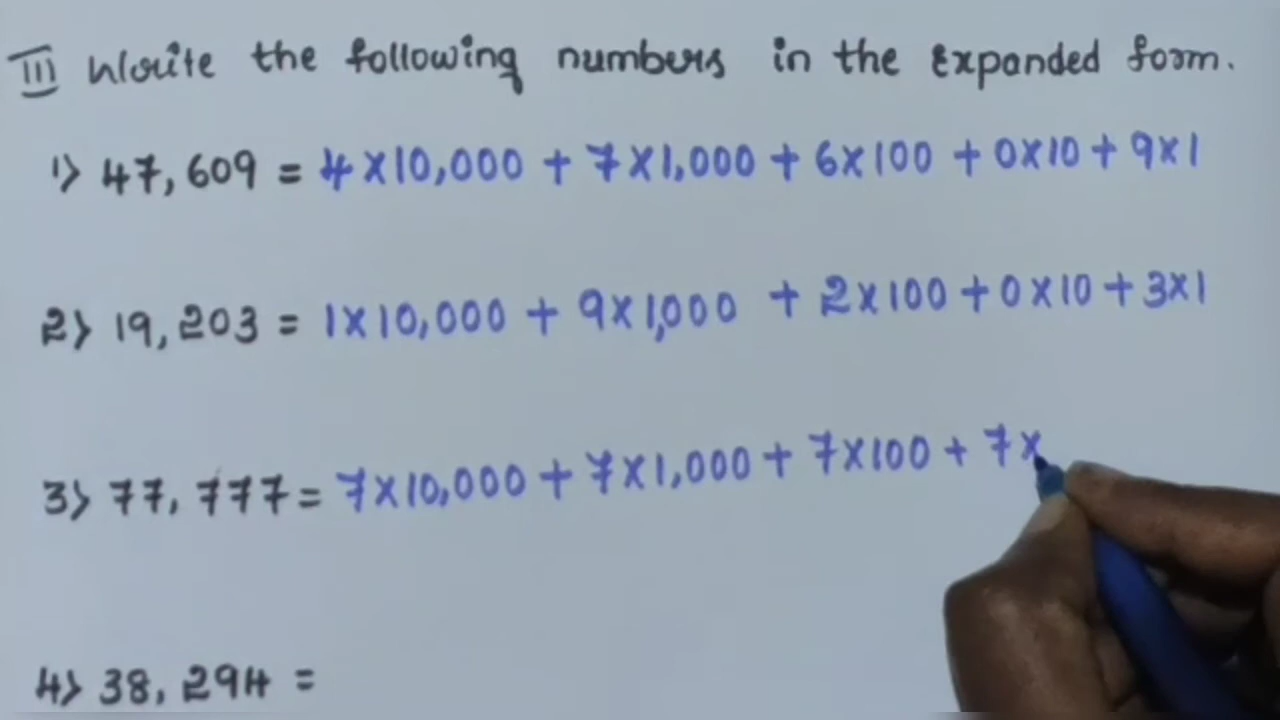 III Write the following numbers in the Expanded form.
1) 47,609 = 4×10,000 + 7×1,000 + 6×100 + 0×10 + 9×1
2) 19,203 = 1×10,000 + 9×1,000 + 2×100 + 0×10 + 3×1
3) 77,777 = 7×10,000 + 7×1,000 + 7×100 + 7×
4) 38,294 =